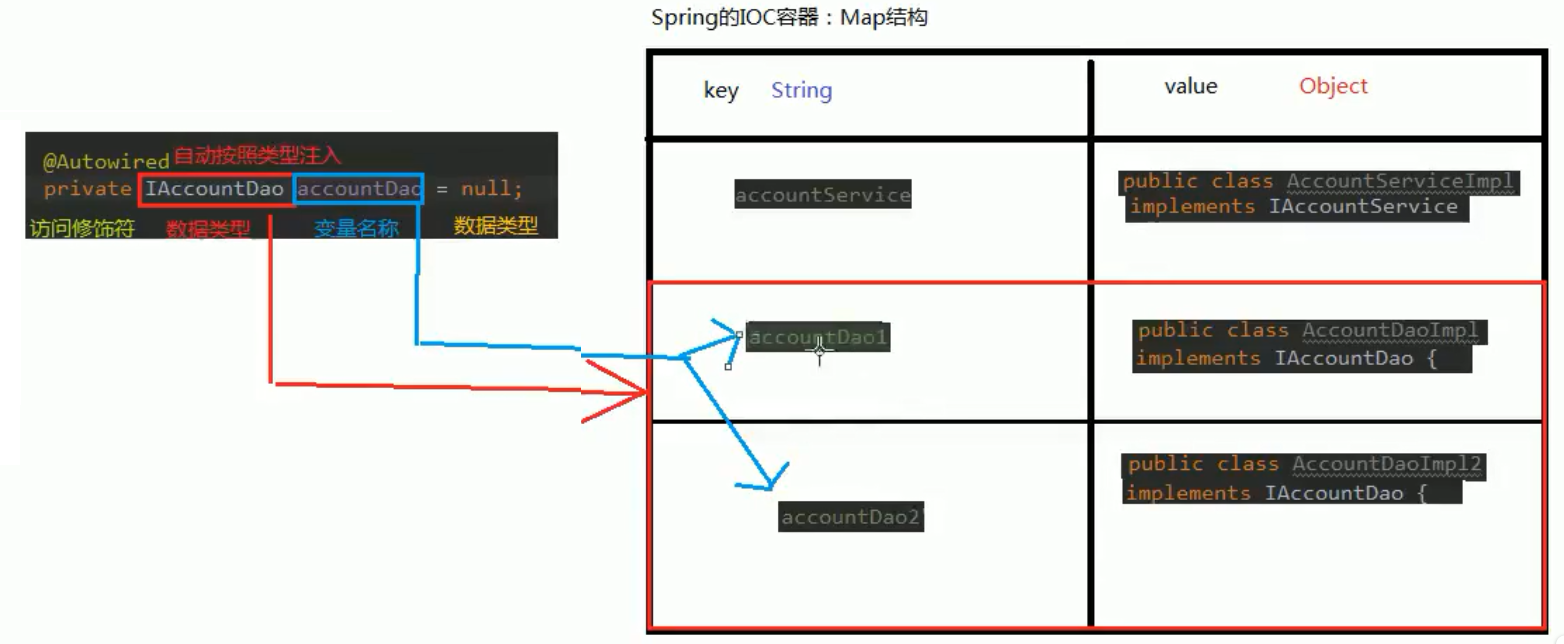 Spring的IOC容器：Map结构
key String
value Object
@Autowired 自动按照类型注入
private IAccountDao accountDao = null;
访问修饰符 数据类型 变量名称 数据类型
accountService
public class AccountServiceImpl
implements IAccountService
accountDao1
public class AccountDaoImpl
implements IAccountDao {
accountDao2
public class AccountDaoImpl2
implements IAccountDao {